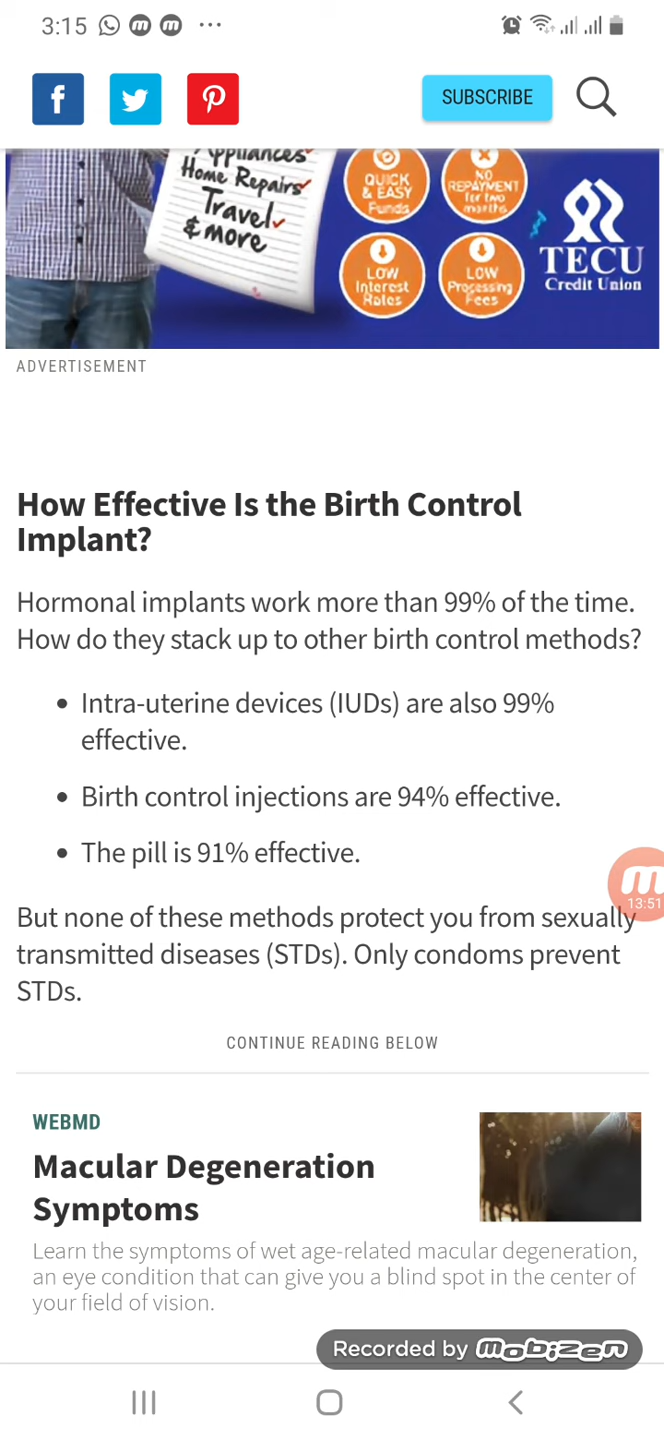 3:15
f
SUBSCRIBE
Appliances
Home Repairs
Travel
& more
QUICK
& EASY
Funds
NO
REPAYMENT
for two
months
LOW
Interest
Rates
LOW
Processing
Fees
TECU
Credit Union
ADVERTISEMENT
How Effective Is the Birth Control
Implant?
Hormonal implants work more than 99% of the time.
How do they stack up to other birth control methods?
• Intra-uterine devices (IUDs) are also 99%
effective.
• Birth control injections are 94% effective.
• The pill is 91% effective.
13:51
But none of these methods protect you from sexually
transmitted diseases (STDs). Only condoms prevent
STDs.
CONTINUE READING BELOW
WEBMD
Macular Degeneration
Symptoms
Learn the symptoms of wet age-related macular degeneration,
an eye condition that can give you a blind spot in the center of
your field of vision.
Recorded by mobizen